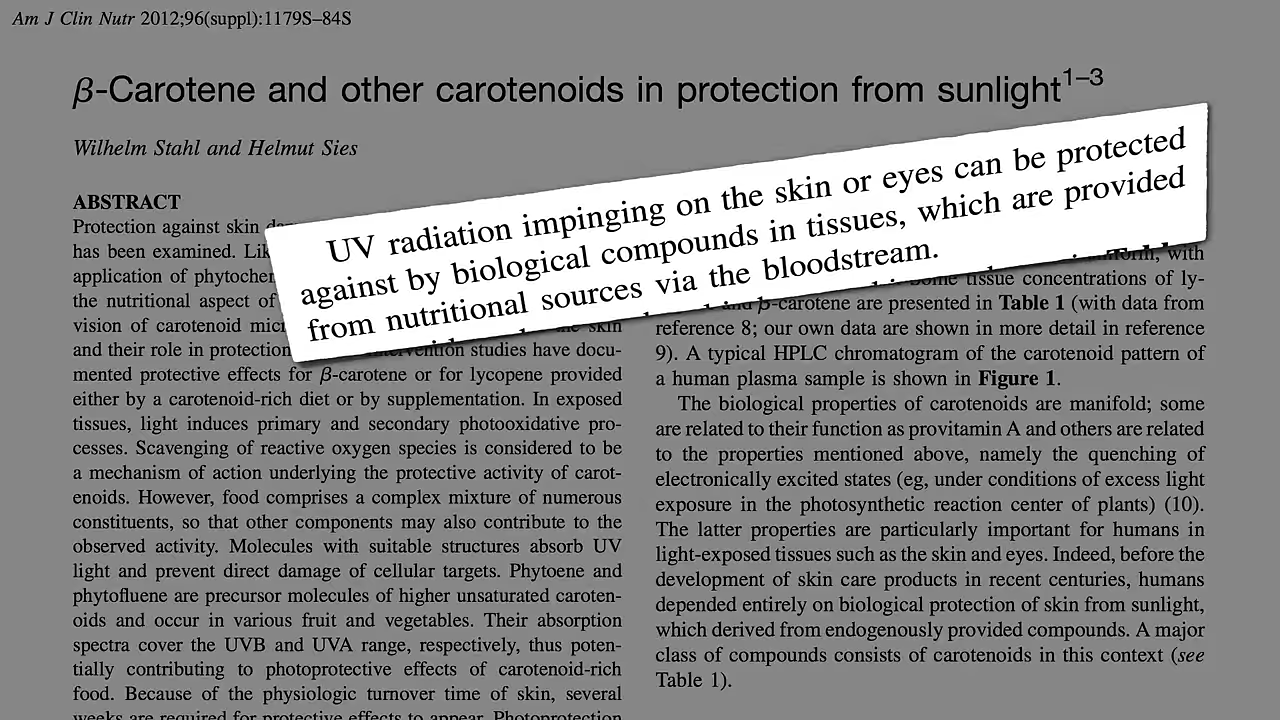 Am J Clin Nutr 2012;96(suppl):1179S–84S
β-Carotene and other carotenoids in protection from sunlight1–3
Wilhelm Stahl and Helmut Sies
UV radiation impinging on the skin or eyes can be protected
against by biological compounds in tissues, which are provided
from nutritional sources via the bloodstream.
ABSTRACT
Protection against skin
has been examined.
application of
the nutritional aspect of
vision of carotenoid
and their role in protection studies have docu-
mented protective effects for β-carotene or for lycopene provided
either by a carotenoid-rich diet or by supplementation. In exposed
tissues, light induces primary and secondary photooxidative pro-
cesses. Scavenging of reactive oxygen species is considered to be
a mechanism of action underlying the protective activity of carot-
enoids. However, food comprises a complex mixture of numerous
constituents, so that other components may also contribute to the
observed activity. Molecules with suitable structures absorb UV
light and prevent direct damage of cellular targets. Phytoene and
phytofluene are precursor molecules of higher unsaturated caroten-
oids and occur in various fruit and vegetables. Their absorption
spectra cover the UVB and UVA range, respectively, thus poten-
tially contributing to photoprotective effects of carotenoid-rich
food. Because of the physiologic turnover time of skin, several
weeks are required for protective effects to appear. Photoprotection
with
tissue concentrations of ly-
β-carotene are presented in Table 1 (with data from
reference 8; our own data are shown in more detail in reference
9). A typical HPLC chromatogram of the carotenoid pattern of
a human plasma sample is shown in Figure 1.
The biological properties of carotenoids are manifold; some
are related to their function as provitamin A and others are related
to the properties mentioned above, namely the quenching of
electronically excited states (eg, under conditions of excess light
exposure in the photosynthetic reaction center of plants) (10).
The latter properties are particularly important for humans in
light-exposed tissues such as the skin and eyes. Indeed, before the
development of skin care products in recent centuries, humans
depended entirely on biological protection of skin from sunlight,
which derived from endogenously provided compounds. A major
class of compounds consists of carotenoids in this context (see
Table 1).